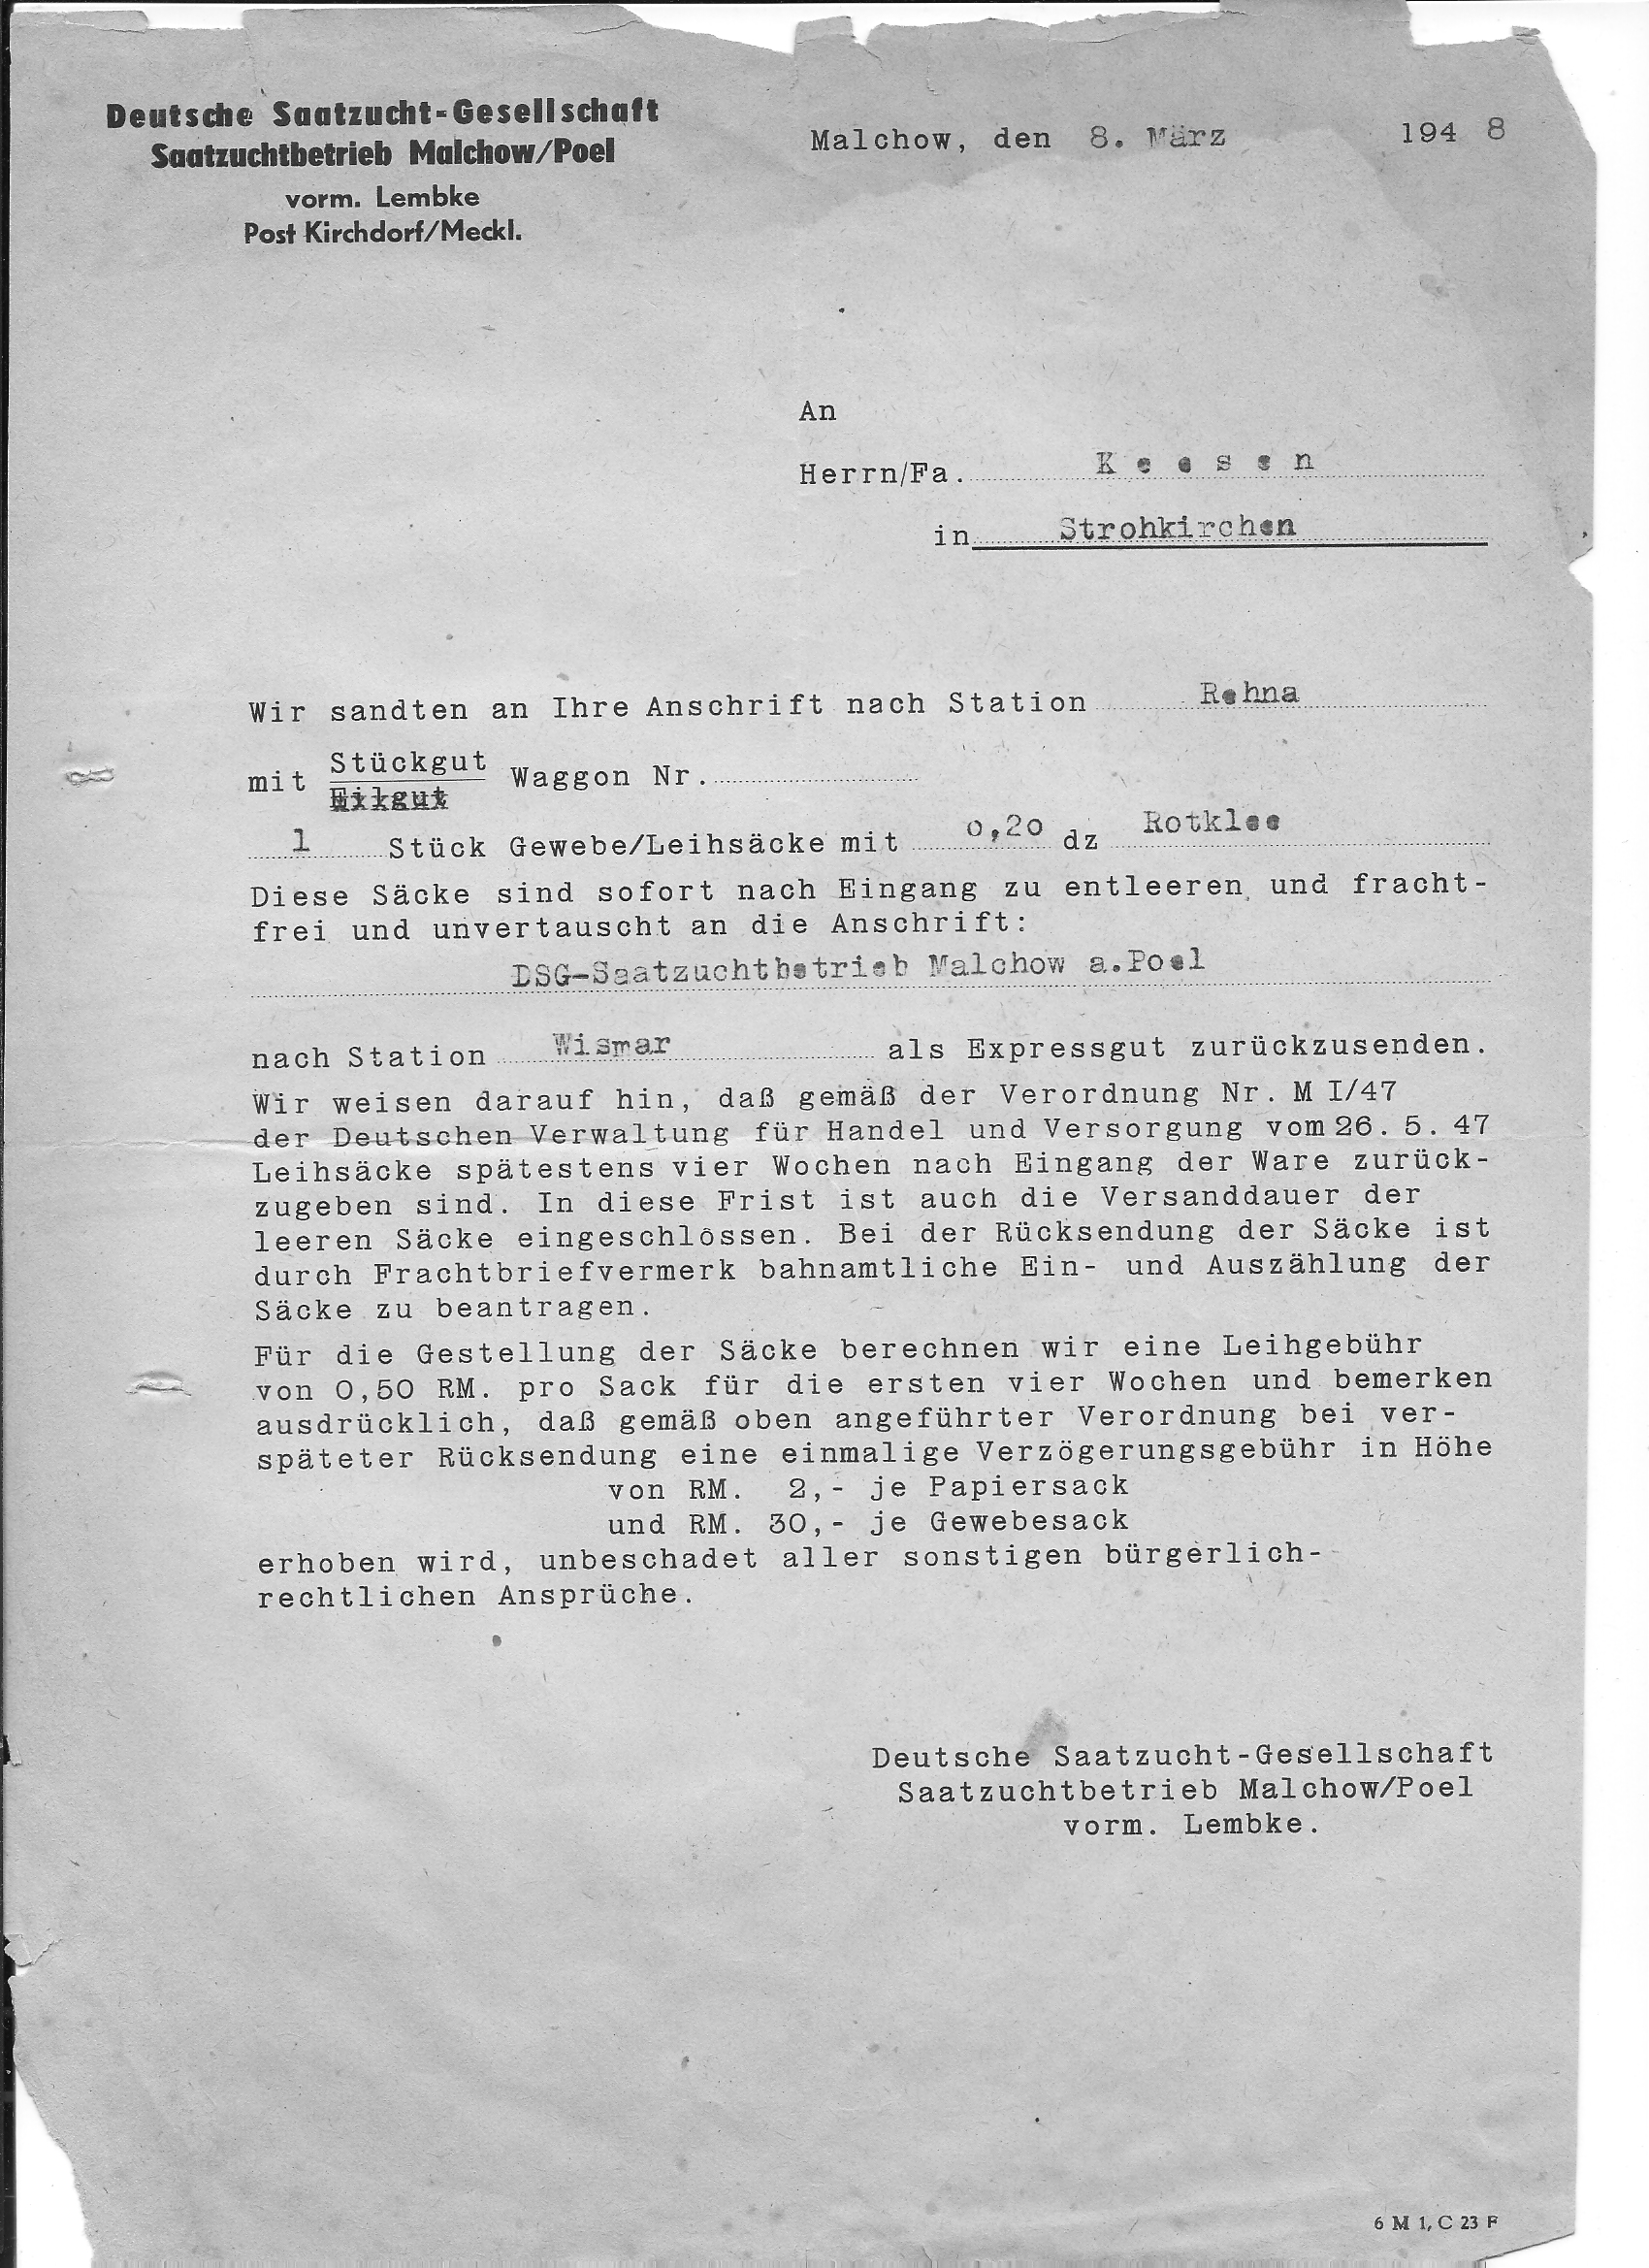 Deutsche Saatzucht-Gesellschaft
Saatzuchtbetrieb Malchow/Poel
vorm. Lembke
Post Kirchdorf/Meckl.
Malchow, den 8. März 1948
An
Herrn/Fa. Keesen
in Strohkirchen
Wir sandten an Ihre Anschrift nach Station Rehna
mit Stückgut Waggon Nr.
Eilgut
1 Stück Gewebe/Leihsäcke mit 0,20 dz Rotklee
Diese Säcke sind sofort nach Eingang zu entleeren und fracht-
frei und unvertauscht an die Anschrift:
DSG-Saatzuchtbetrieb Malchow a.Poel
nach Station Wismar als Expressgut zurückzusenden.
Wir weisen darauf hin, daß gemäß der Verordnung Nr. M I/47
der Deutschen Verwaltung für Handel und Versorgung vom 26. 5. 47
Leihsäcke spätestens vier Wochen nach Eingang der Ware zurück-
zugeben sind. In diese Frist ist auch die Versanddauer der
leeren Säcke eingeschlossen. Bei der Rücksendung der Säcke ist
durch Frachtbriefvermerk bahnamtliche Ein- und Auszählung der
Säcke zu beantragen.
Für die Gestellung der Säcke berechnen wir eine Leihgebühr
von 0,50 RM. pro Sack für die ersten vier Wochen und bemerken
ausdrücklich, daß gemäß oben angeführter Verordnung bei ver-
späteter Rücksendung eine einmalige Verzögerungsgebühr in Höhe
von RM. 2,- je Papiersack
und RM. 30,- je Gewebesack
erhoben wird, unbeschadet aller sonstigen bürgerlich-
rechtlichen Ansprüche.
Deutsche Saatzucht-Gesellschaft
Saatzuchtbetrieb Malchow/Poel
vorm. Lembke.
6 M 1, C 23 F